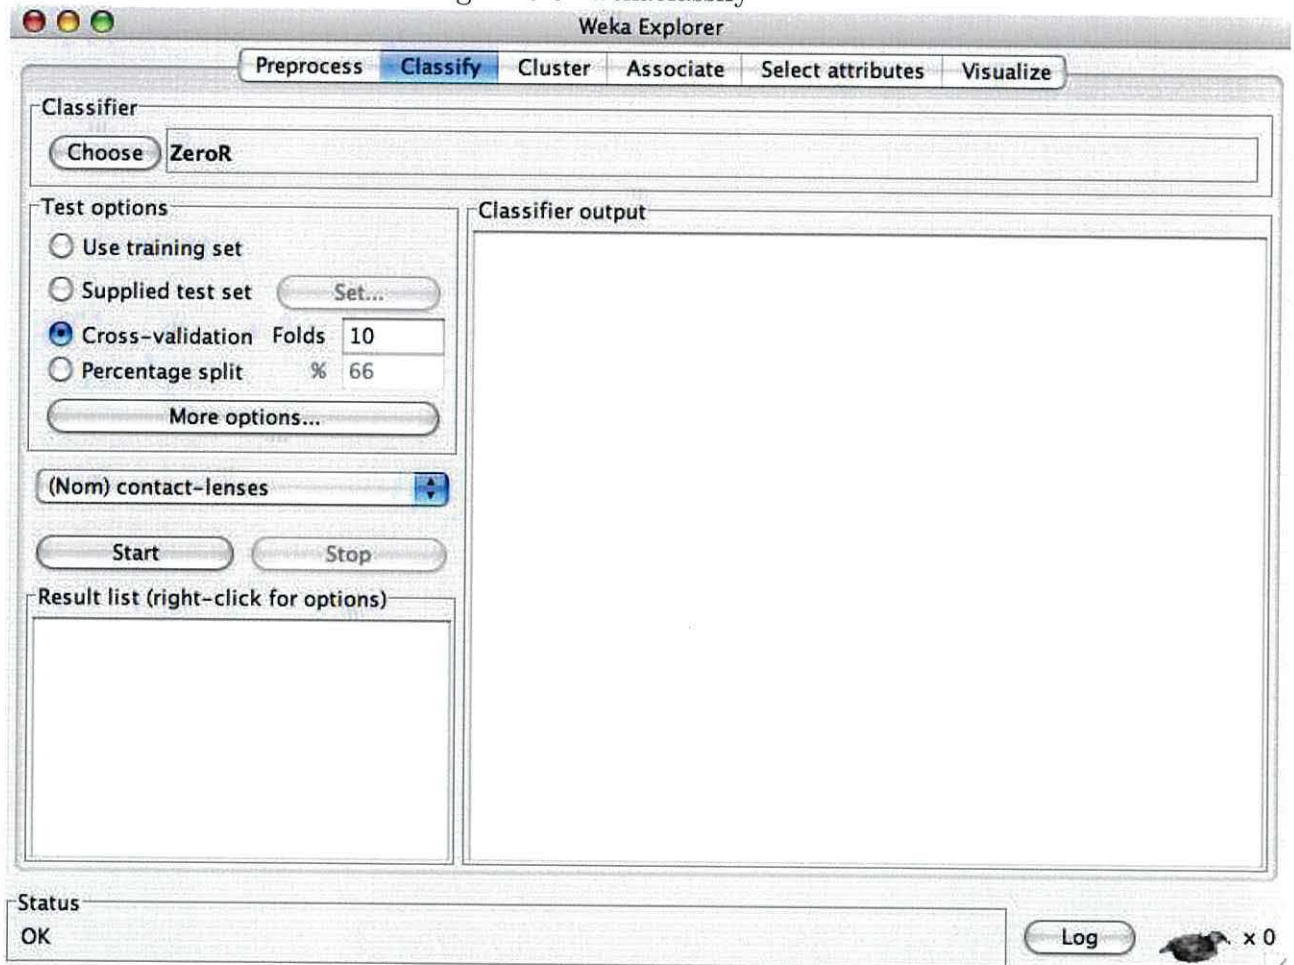 Weka Explorer
Preprocess Classify Cluster Associate Select attributes Visualize
Classifier
Choose ZeroR
Test options
Use training set
Supplied test set Set...
Cross-validation Folds 10
Percentage split % 66
More options...
(Nom) contact-lenses
Start Stop
Result list (right-click for options)
Classifier output
Status
OK
Log x 0